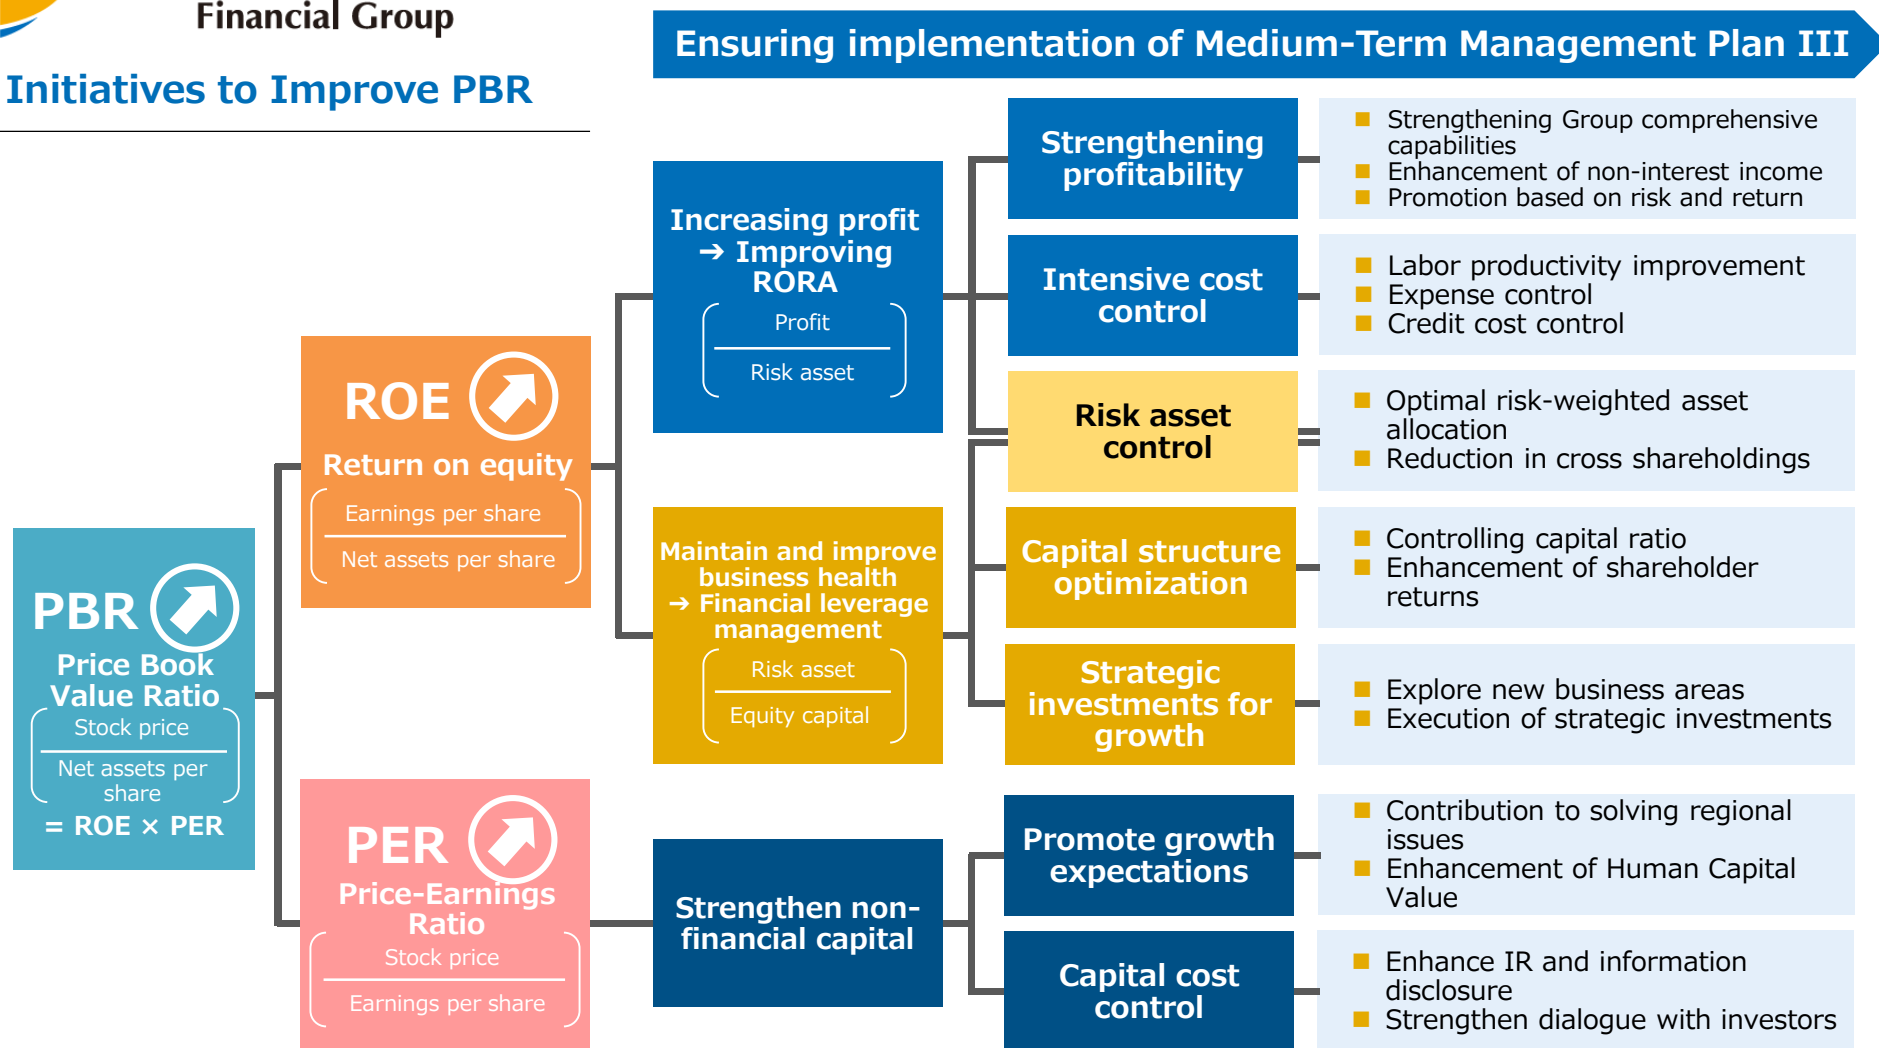 Financial Group
Initiatives to Improve PBR
Ensuring implementation of Medium-Term Management Plan III
PBR
Price Book
Value Ratio
Stock price
Net assets per
share
= ROE × PER
ROE
Return on equity
Earnings per share
Net assets per share
PER
Price-Earnings
Ratio
Stock price
Earnings per share
Increasing profit
➔ Improving
RORA
Profit
Risk asset
Maintain and improve
business health
➔ Financial leverage
management
Risk asset
Equity capital
Strengthen non-
financial capital
Strengthening
profitability
■ Strengthening Group comprehensive
capabilities
■ Enhancement of non-interest income
■ Promotion based on risk and return
Intensive cost
control
■ Labor productivity improvement
■ Expense control
■ Credit cost control
Risk asset
control
■ Optimal risk-weighted asset
allocation
■ Reduction in cross shareholdings
Capital structure
optimization
■ Controlling capital ratio
■ Enhancement of shareholder
returns
Strategic
investments for
growth
■ Explore new business areas
■ Execution of strategic investments
Promote growth
expectations
■ Contribution to solving regional
issues
■ Enhancement of Human Capital
Value
Capital cost
control
■ Enhance IR and information
disclosure
■ Strengthen dialogue with investors